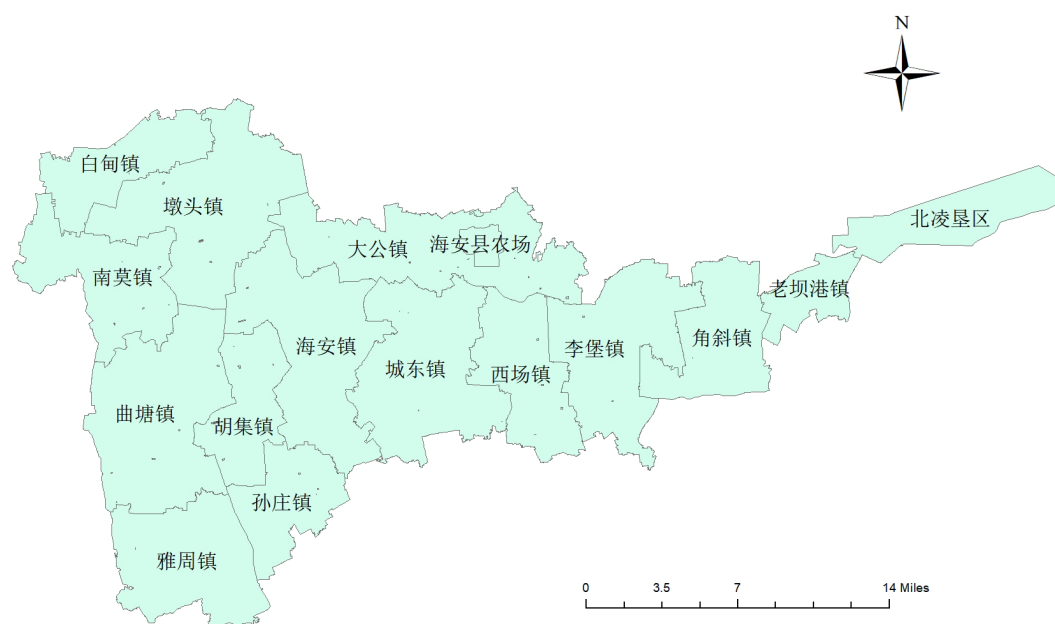 N
白甸镇
墩头镇
北凌垦区
大公镇
海安县农场
南莫镇
老坝港镇
海安镇
李堡镇
角斜镇
城东镇
西场镇
曲塘镇
胡集镇
孙庄镇
雅周镇
0 3.5 7 14 Miles